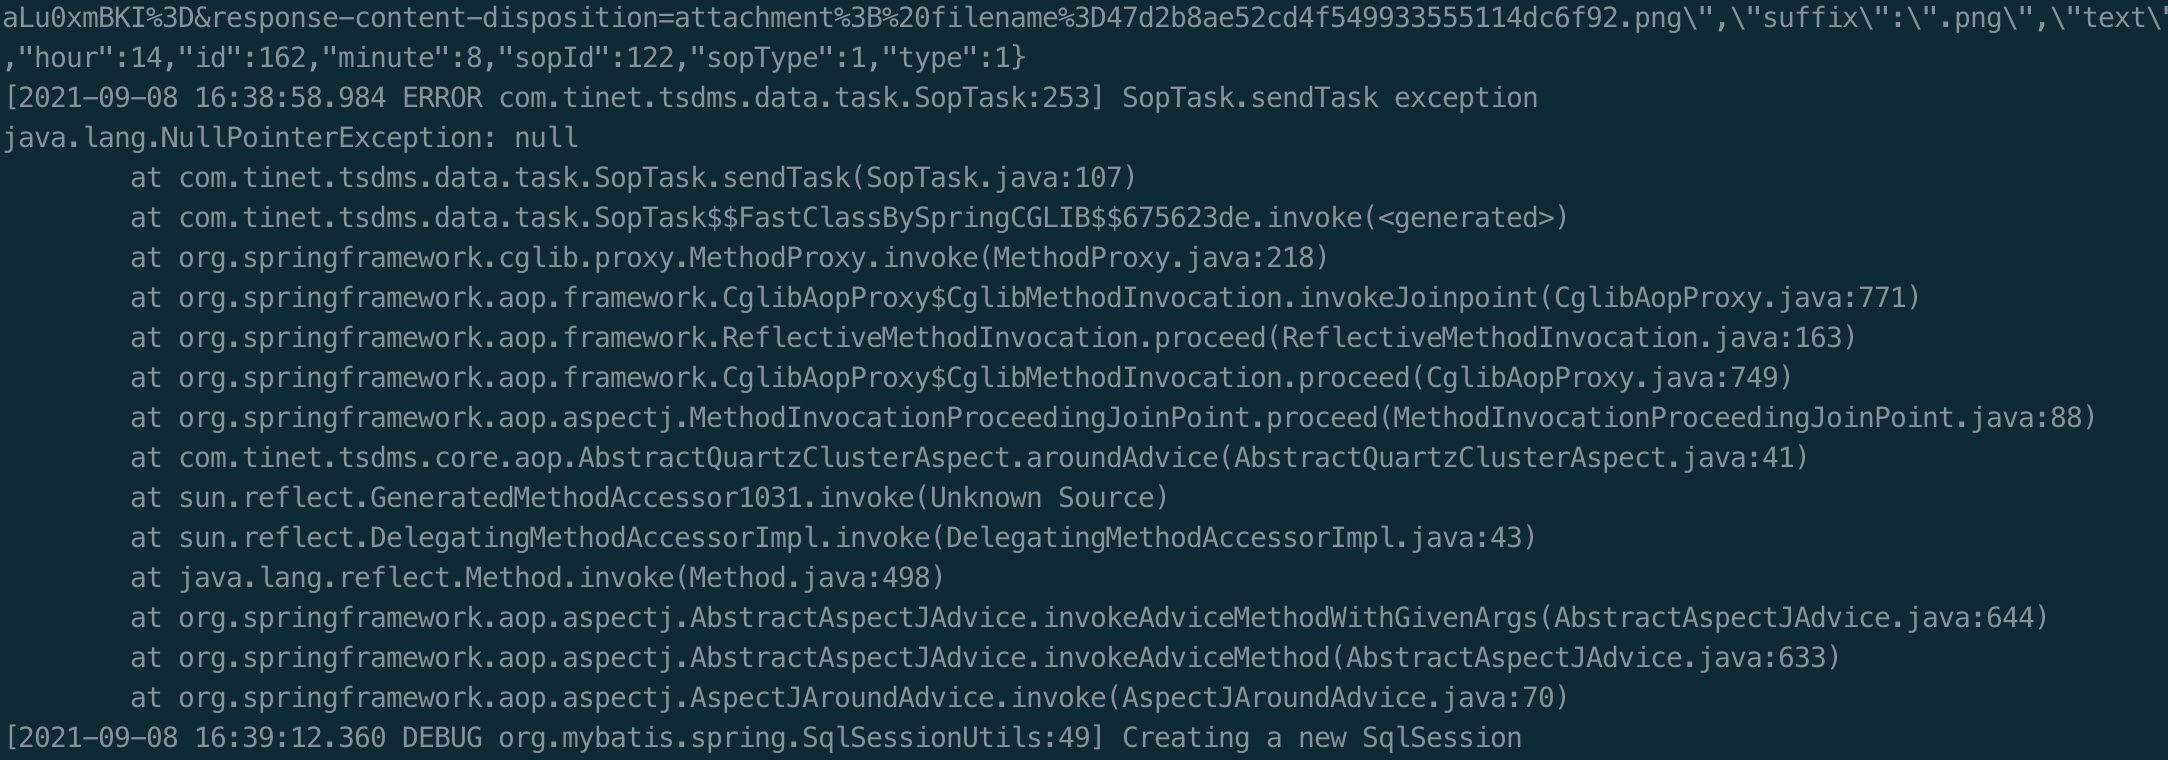 aLu0xmBKI%3D&response-content-disposition=attachment%3B%20filename%3D47d2b8ae52cd4f549933555114dc6f92.png\",\"suffix\":\".png\",\"text\"
,"hour":14,"id":162,"minute":8,"sopId":122,"sopType":1,"type":1}
[2021-09-08 16:38:58.984 ERROR com.tinet.tsdms.data.task.SopTask:253] SopTask.sendTask exception
java.lang.NullPointerException: null
at com.tinet.tsdms.data.task.SopTask.sendTask(SopTask.java:107)
at com.tinet.tsdms.data.task.SopTask$$FastClassBySpringCGLIB$$675623de.invoke(<generated>)
at org.springframework.cglib.proxy.MethodProxy.invoke(MethodProxy.java:218)
at org.springframework.aop.framework.CglibAopProxy$CglibMethodInvocation.invokeJoinpoint(CglibAopProxy.java:771)
at org.springframework.aop.framework.ReflectiveMethodInvocation.proceed(ReflectiveMethodInvocation.java:163)
at org.springframework.aop.framework.CglibAopProxy$CglibMethodInvocation.proceed(CglibAopProxy.java:749)
at org.springframework.aop.aspectj.MethodInvocationProceedingJoinPoint.proceed(MethodInvocationProceedingJoinPoint.java:88)
at com.tinet.tsdms.core.aop.AbstractQuartzClusterAspect.aroundAdvice(AbstractQuartzClusterAspect.java:41)
at sun.reflect.GeneratedMethodAccessor1031.invoke(Unknown Source)
at sun.reflect.DelegatingMethodAccessorImpl.invoke(DelegatingMethodAccessorImpl.java:43)
at java.lang.reflect.Method.invoke(Method.java:498)
at org.springframework.aop.aspectj.AbstractAspectJAdvice.invokeAdviceMethodWithGivenArgs(AbstractAspectJAdvice.java:644)
at org.springframework.aop.aspectj.AbstractAspectJAdvice.invokeAdviceMethod(AbstractAspectJAdvice.java:633)
at org.springframework.aop.aspectj.AspectJAroundAdvice.invoke(AspectJAroundAdvice.java:70)
[2021-09-08 16:39:12.360 DEBUG org.mybatis.spring.SqlSessionUtils:49] Creating a new SqlSession